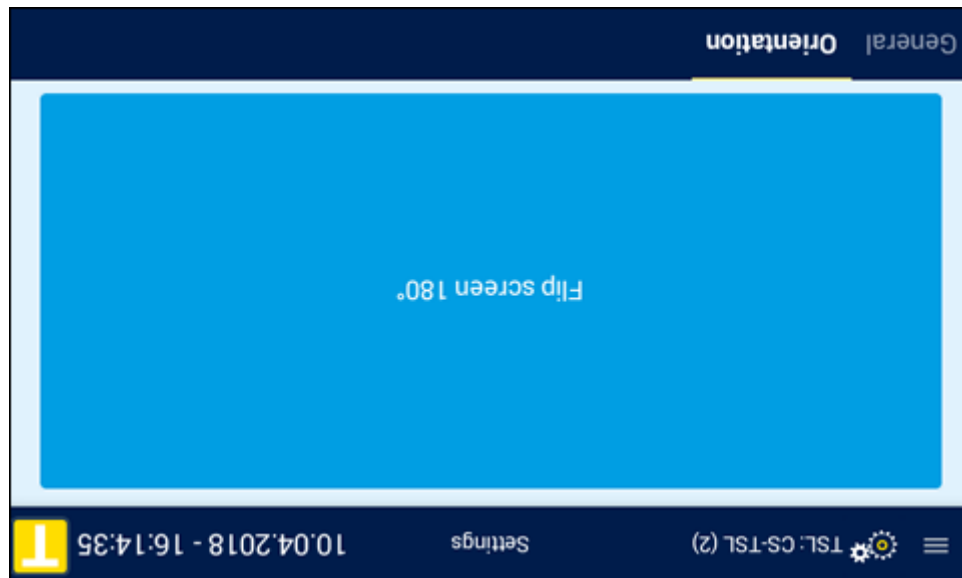 TSL: CS-TSL (2) Settings 10.04.2018 - 16:14:35 T
Flip screen 180°
General Orientation